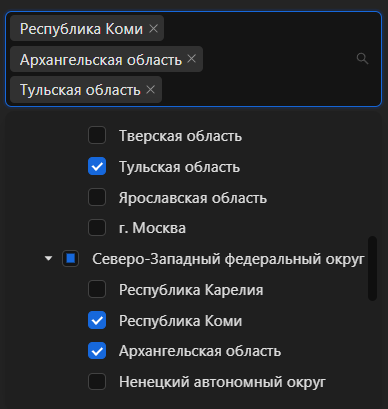 Республика Коми
Архангельская область
Тульская область
Тверская область
Тульская область
Ярославская область
г. Москва
Северо-Западный федеральный округ
Республика Карелия
Республика Коми
Архангельская область
Ненецкий автономный округ